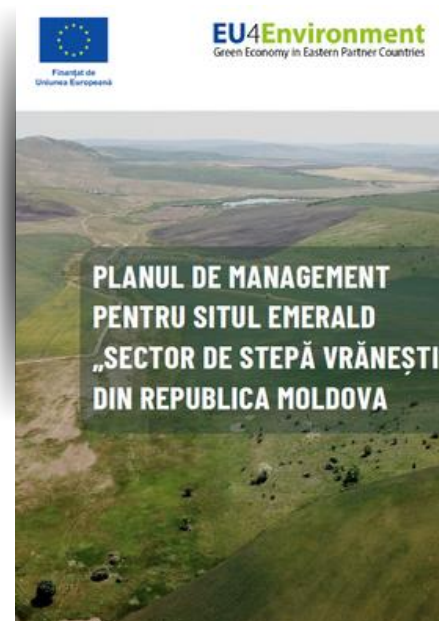 EU4Environment
Green Economy in Eastern Partner Countries
Finanțat de
Uniunea Europeană
PLANUL DE MANAGEMENT
PENTRU SITUL EMERALD
„SECTOR DE STEPĂ VRĂNEȘTI
DIN REPUBLICA MOLDOVA